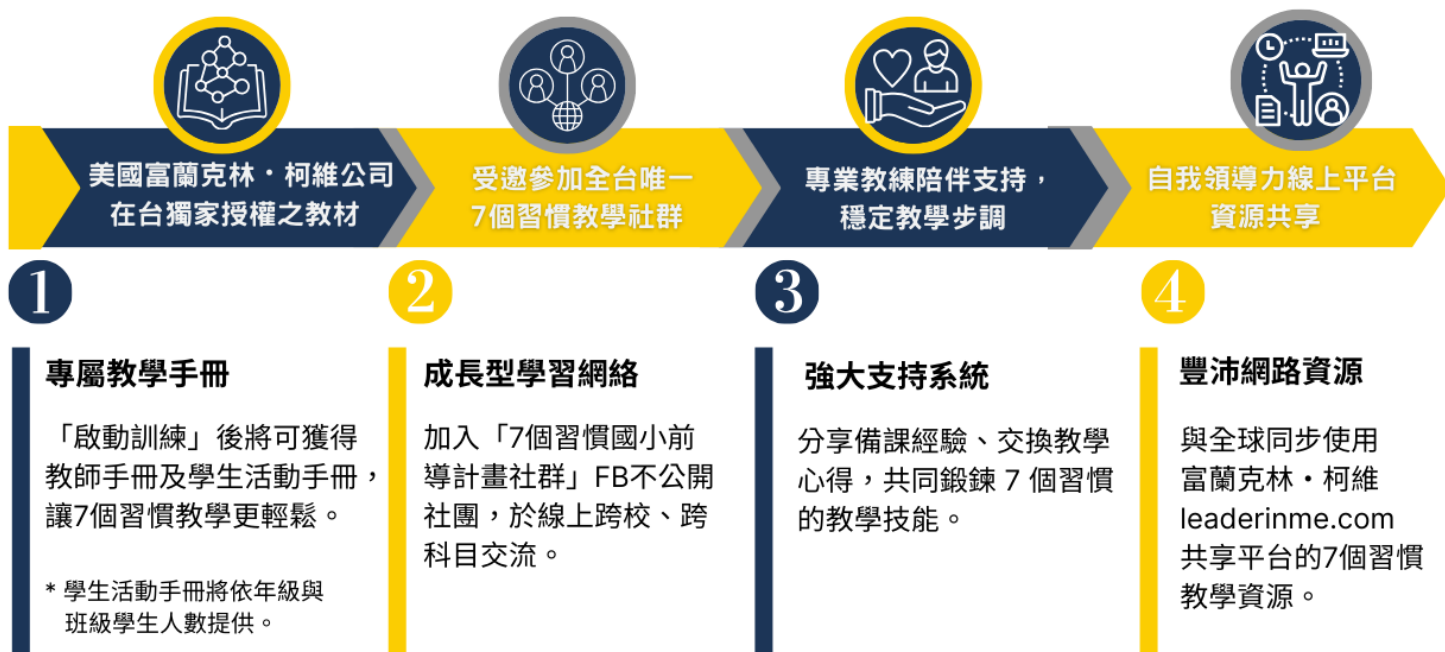 美國富蘭克林・柯維公司
在台獨家授權之教材
受邀參加全台唯一
7個習慣教學社群
專業教練陪伴支持，
穩定教學步調
自我領導力線上平台
資源共享
1
專屬教學手冊
「啟動訓練」後將可獲得
教師手冊及學生活動手冊，
讓7個習慣教學更輕鬆。
* 學生活動手冊將依年級與
班級學生人數提供。
2
成長型學習網絡
加入「7個習慣國小前
導計畫社群」FB不公開
社團，於線上跨校、跨
科目交流。
3
強大支持系統
分享備課經驗、交換教學
心得，共同鍛鍊 7 個習慣
的教學技能。
4
豐沛網路資源
與全球同步使用
富蘭克林・柯維
leaderinme.com
共享平台的7個習慣
教學資源。